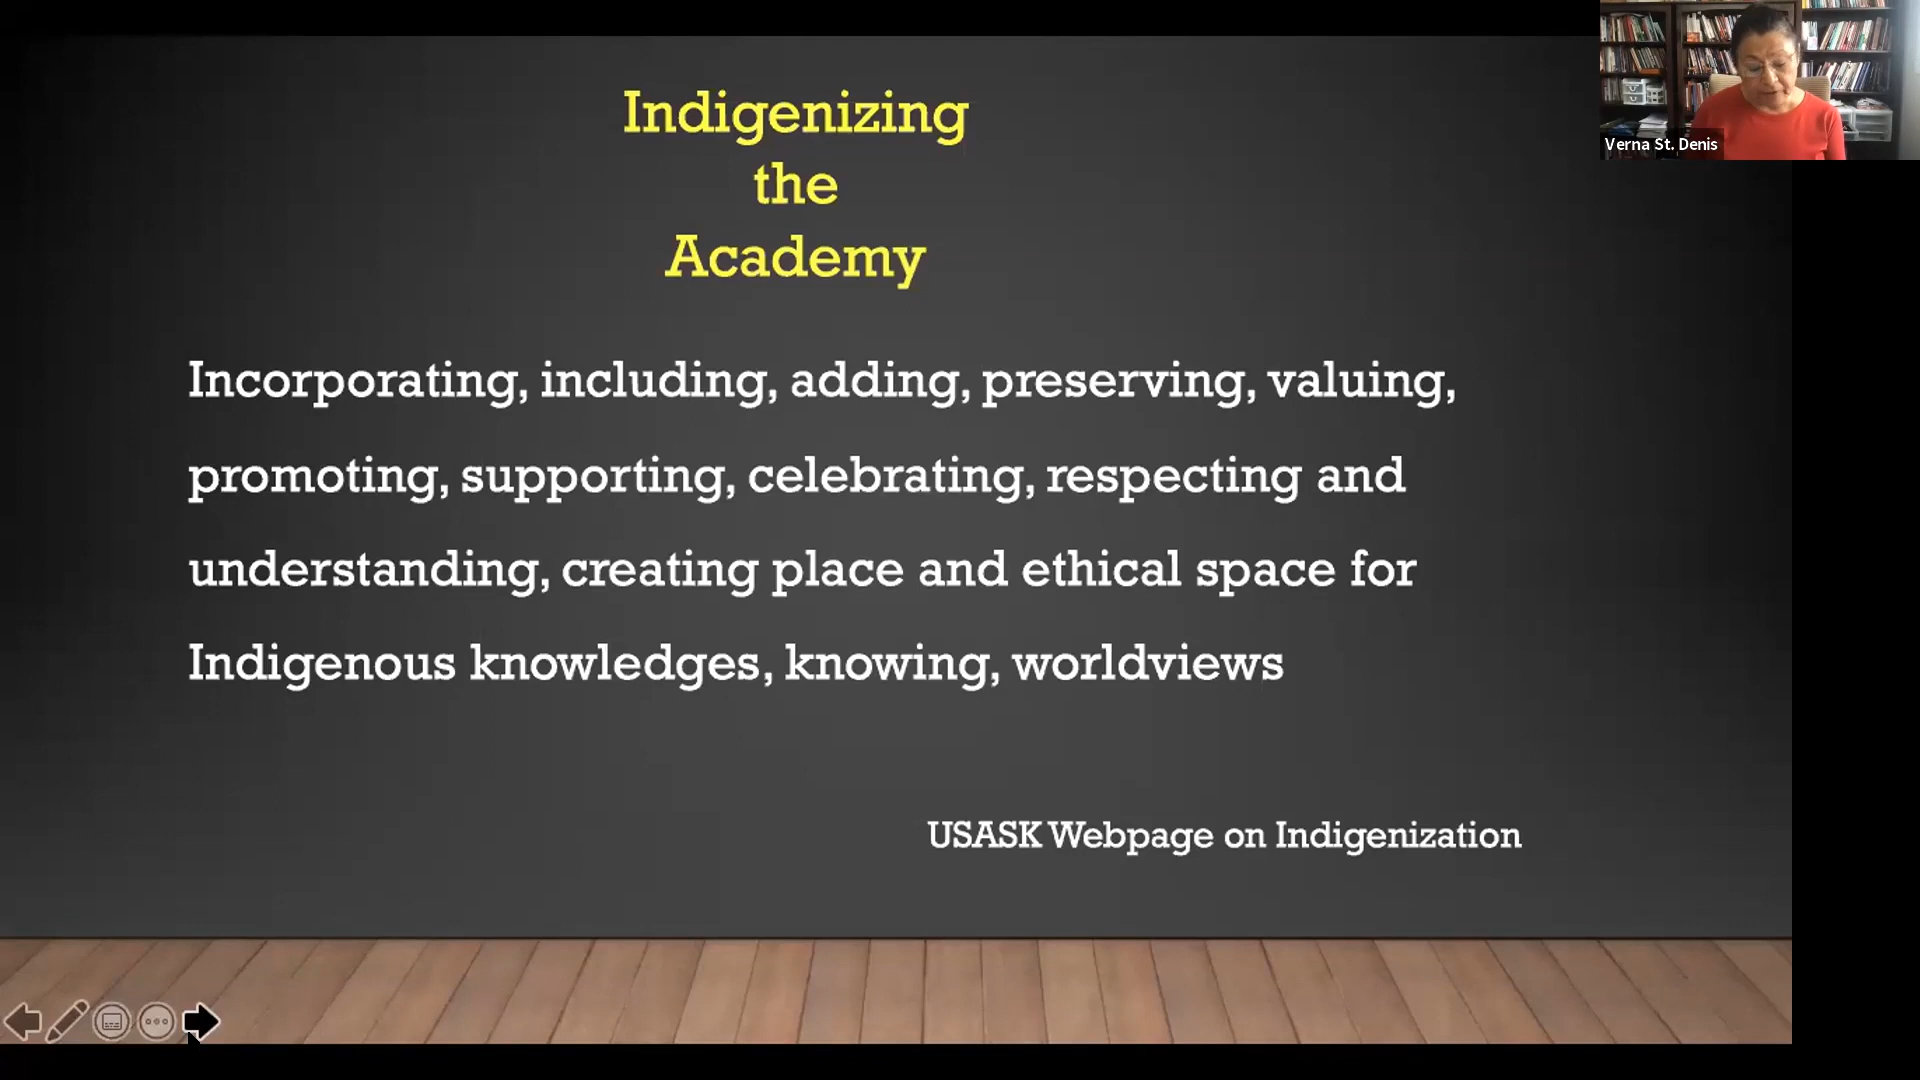 Indigenizing
the
Academy
Incorporating, including, adding, preserving, valuing,
promoting, supporting, celebrating, respecting and
understanding, creating place and ethical space for
Indigenous knowledges, knowing, worldviews
USASK Webpage on Indigenization
Verna St. Denis